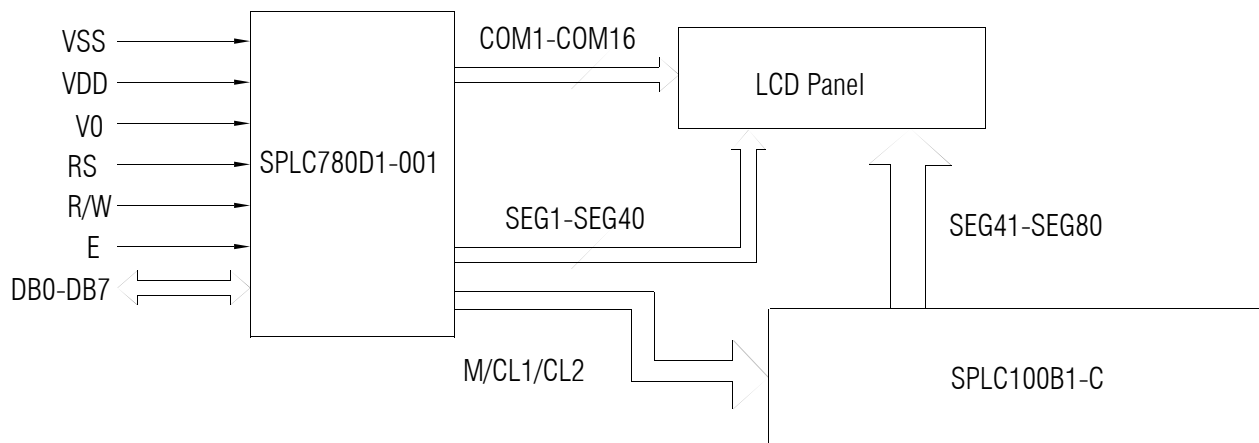 VSS
VDD
V0
RS
R/W
E
DB0-DB7
SPLC780D1-001
COM1-COM16
LCD Panel
SEG1-SEG40
SEG41-SEG80
M/CL1/CL2
SPLC100B1-C